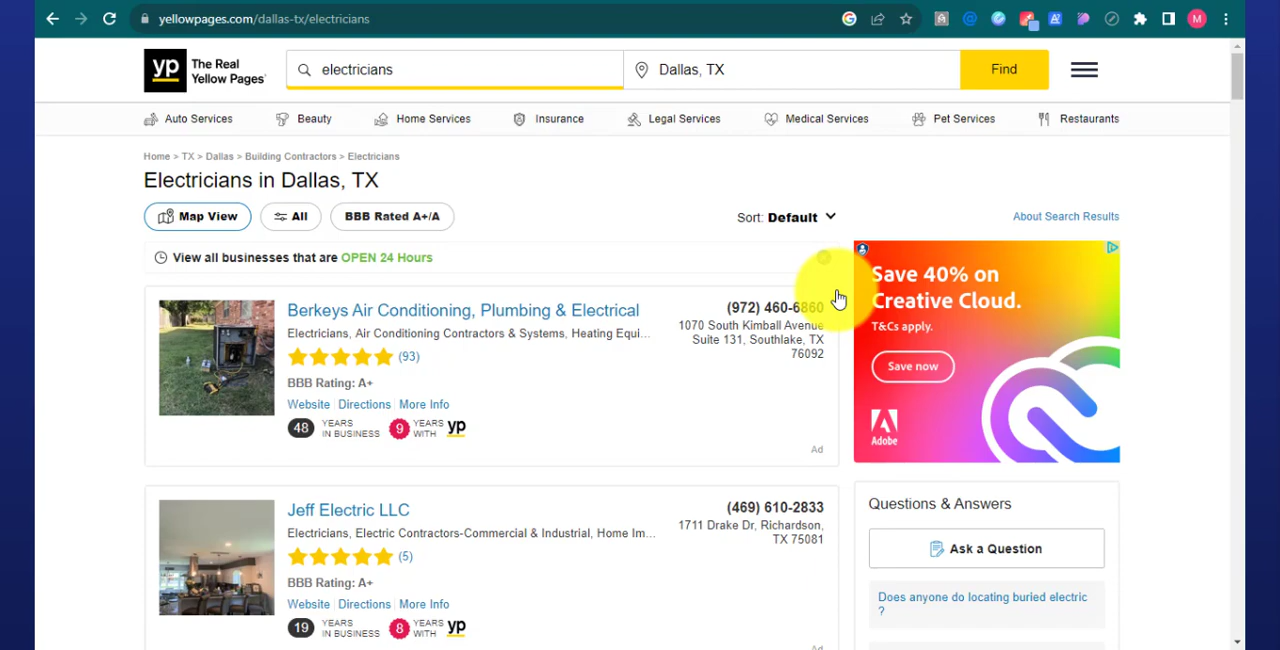 yellowpages.com/dallas-tx/electricians
M
yp
The Real
Yellow Pages
electricians
Dallas, TX
Find
Auto Services
Beauty
Home Services
Insurance
Legal Services
Medical Services
Pet Services
Restaurants
Home > TX > Dallas > Building Contractors > Electricians
Electricians in Dallas, TX
Map View
All
BBB Rated A+/A
Sort: Default
About Search Results
View all businesses that are OPEN 24 Hours
Berkeys Air Conditioning, Plumbing & Electrical
Electricians, Air Conditioning Contractors & Systems, Heating Equi...
(93)
BBB Rating: A+
Website Directions More Info
48 YEARS IN BUSINESS 9 YEARS WITH yp
(972) 460-6860
1070 South Kimball Avenue
Suite 131, Southlake, TX
76092
Ad
Save 40% on
Creative Cloud.
T&Cs apply.
Save now
Adobe
Jeff Electric LLC
Electricians, Electric Contractors-Commercial & Industrial, Home Im...
(5)
BBB Rating: A+
Website Directions More Info
19 YEARS IN BUSINESS 8 YEARS WITH yp
(469) 610-2833
1711 Drake Dr, Richardson,
TX 75081
Ad
Questions & Answers
Ask a Question
Does anyone do locating buried electric
?